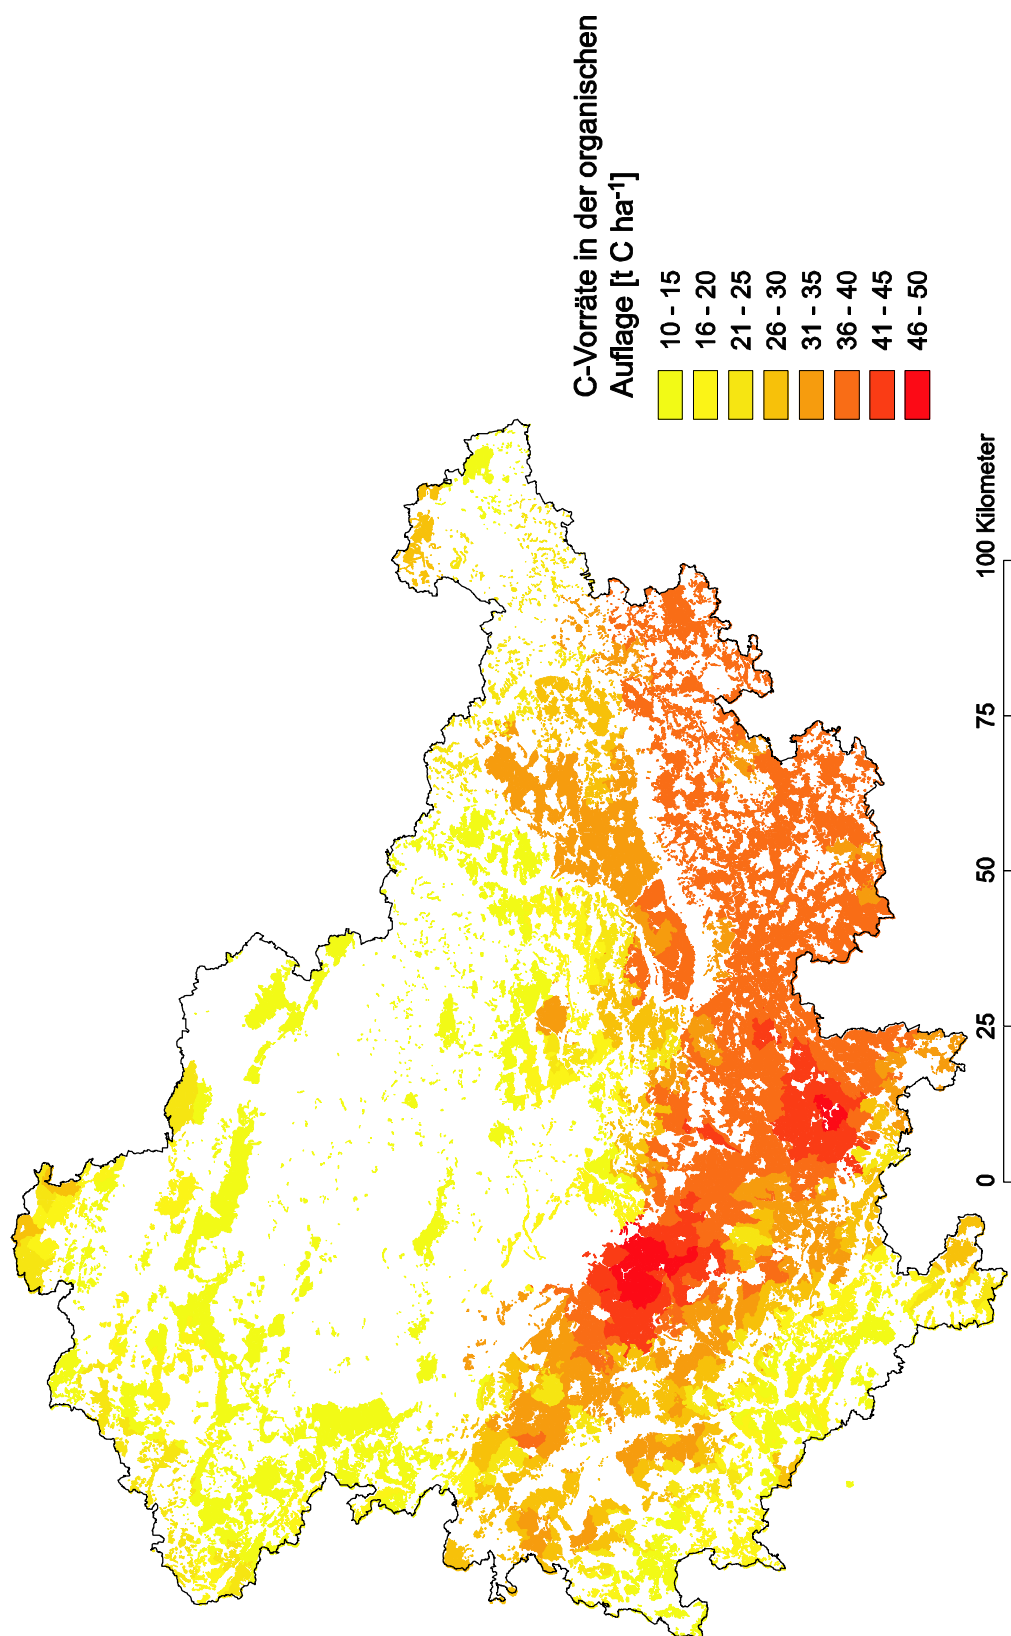 C-Vorräte in der organischen
Auflage [t C ha⁻¹]
10 - 15
16 - 20
21 - 25
26 - 30
31 - 35
36 - 40
41 - 45
46 - 50
0 25 50 75 100 Kilometer